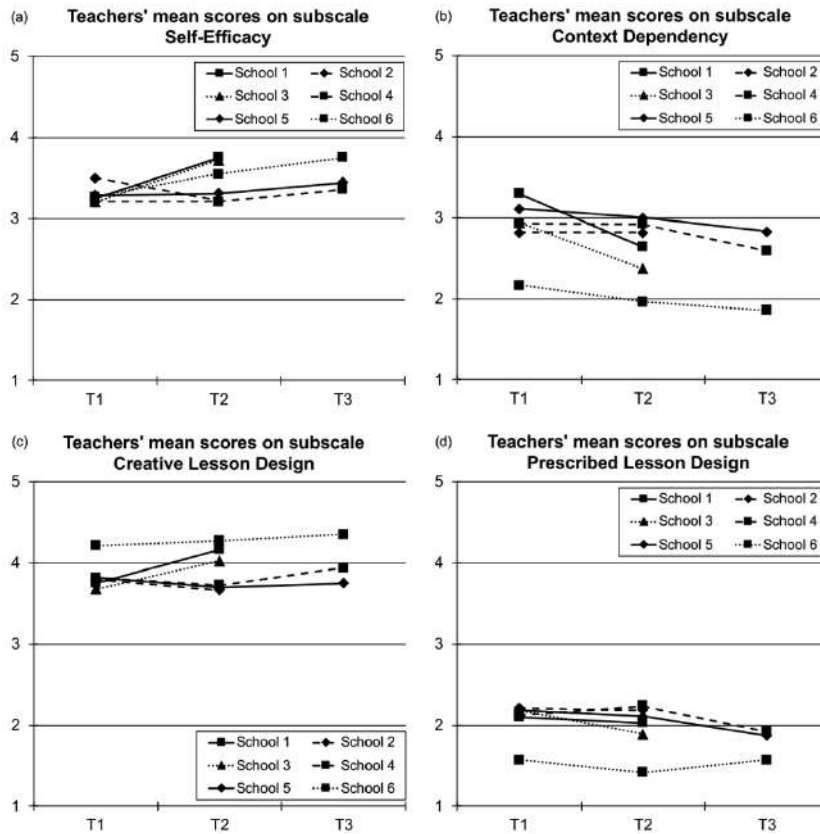 (a) Teachers' mean scores on subscale
Self-Efficacy
School 1 School 2
School 3 School 4
School 5 School 6
5
4
3
2
1
T1 T2 T3
(b) Teachers' mean scores on subscale
Context Dependency
School 1 School 2
School 3 School 4
School 5 School 6
5
4
3
2
1
T1 T2 T3
(c) Teachers' mean scores on subscale
Creative Lesson Design
5
4
3
2
1
School 1 School 2
School 3 School 4
School 5 School 6
T1 T2 T3
(d) Teachers' mean scores on subscale
Prescribed Lesson Design
School 1 School 2
School 3 School 4
School 5 School 6
5
4
3
2
1
T1 T2 T3